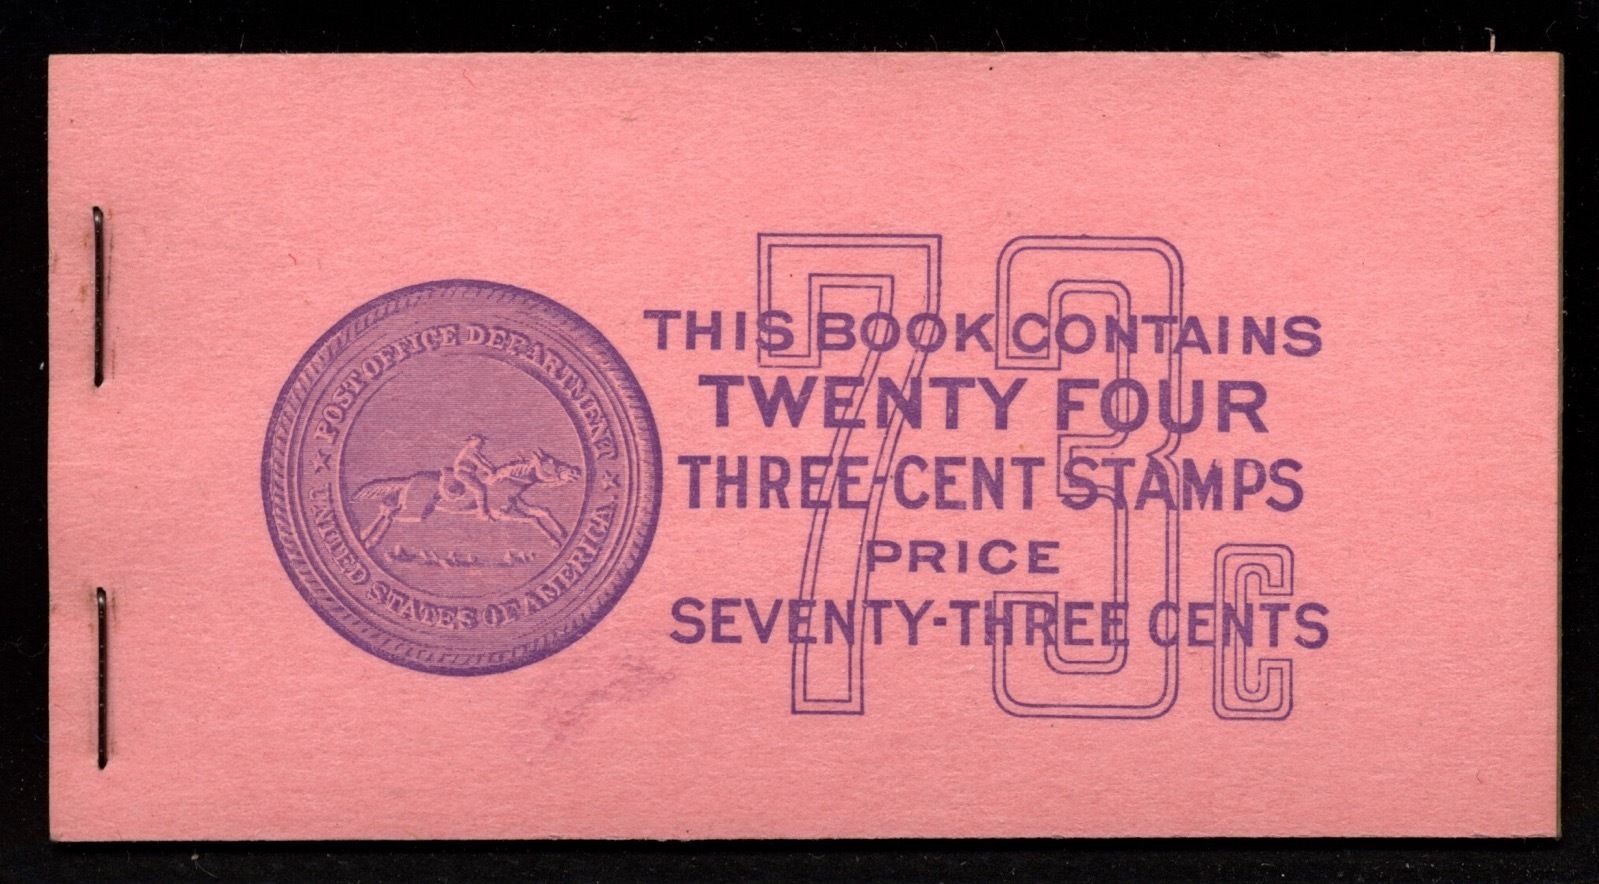 ★ POST OFFICE DEPARTMENT ★
UNITED STATES OF AMERICA
73c
THIS BOOK CONTAINS
TWENTY FOUR
THREE-CENT STAMPS
PRICE
SEVENTY-THREE CENTS